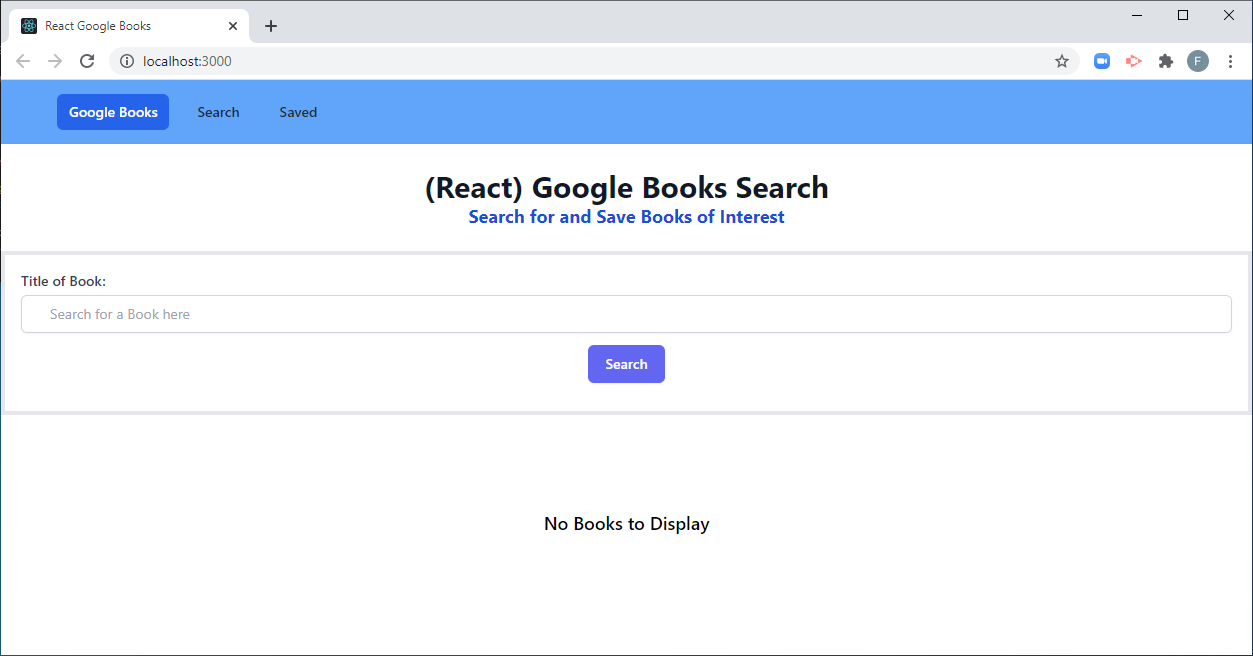 React Google Books
localhost:3000
F
Google Books Search Saved
(React) Google Books Search
Search for and Save Books of Interest
Title of Book:
Search for a Book here
Search
No Books to Display